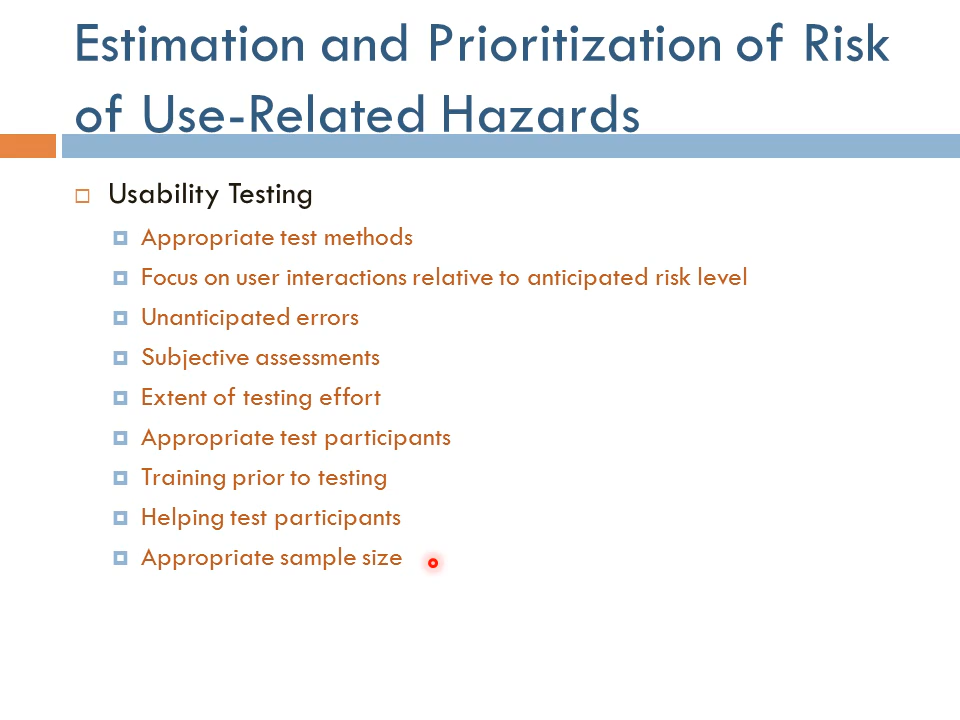 Estimation and Prioritization of Risk
of Use-Related Hazards
Usability Testing
Appropriate test methods
Focus on user interactions relative to anticipated risk level
Unanticipated errors
Subjective assessments
Extent of testing effort
Appropriate test participants
Training prior to testing
Helping test participants
Appropriate sample size